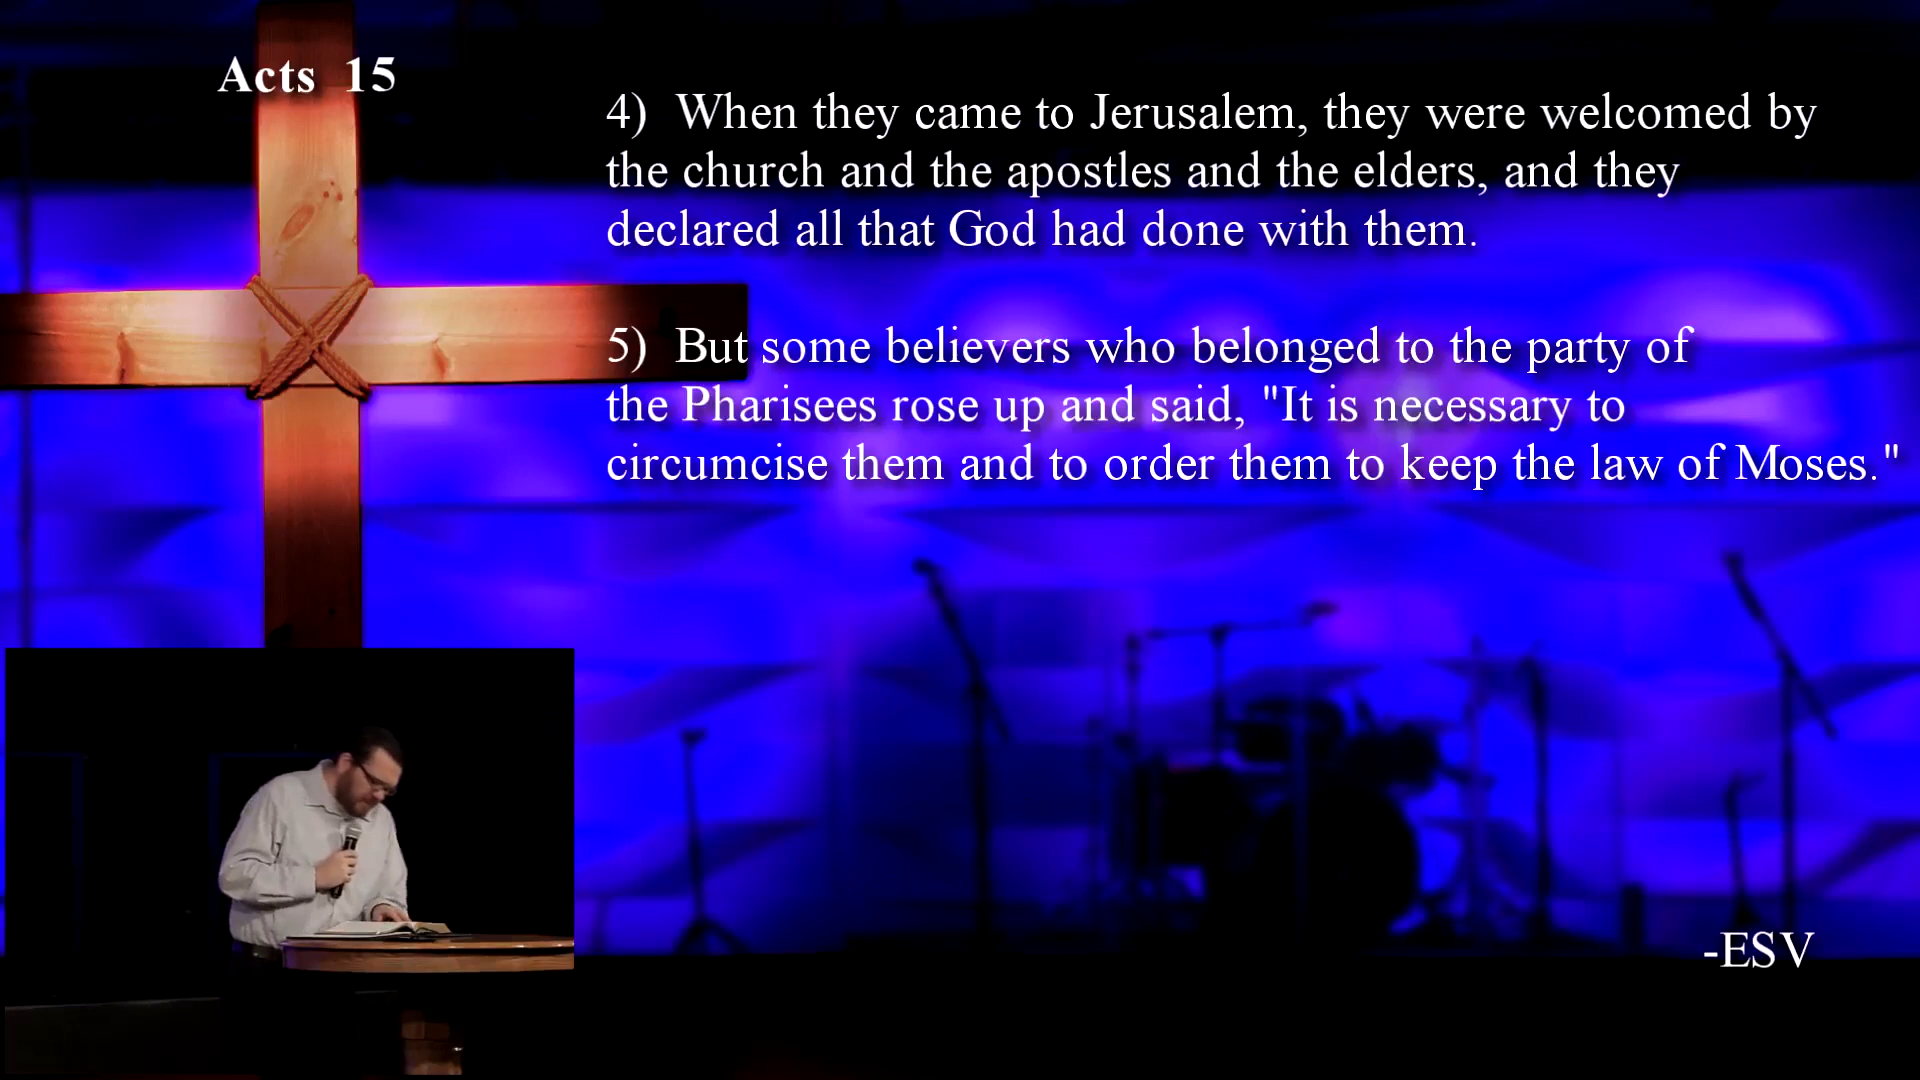 Acts 15
4) When they came to Jerusalem, they were welcomed by
the church and the apostles and the elders, and they
declared all that God had done with them.
5) But some believers who belonged to the party of
the Pharisees rose up and said, "It is necessary to
circumcise them and to order them to keep the law of Moses."
-ESV